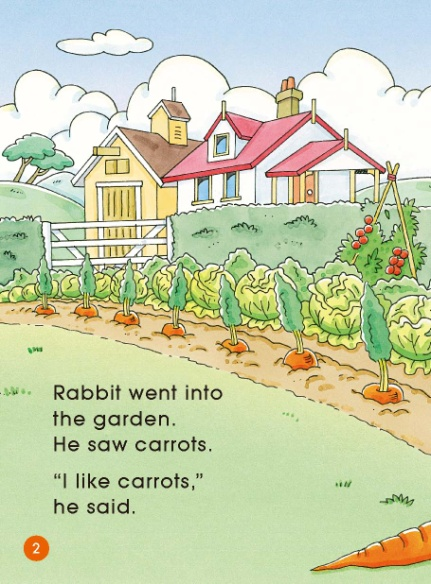 Rabbit went into
the garden.
He saw carrots.
“I like carrots,”
he said.
2